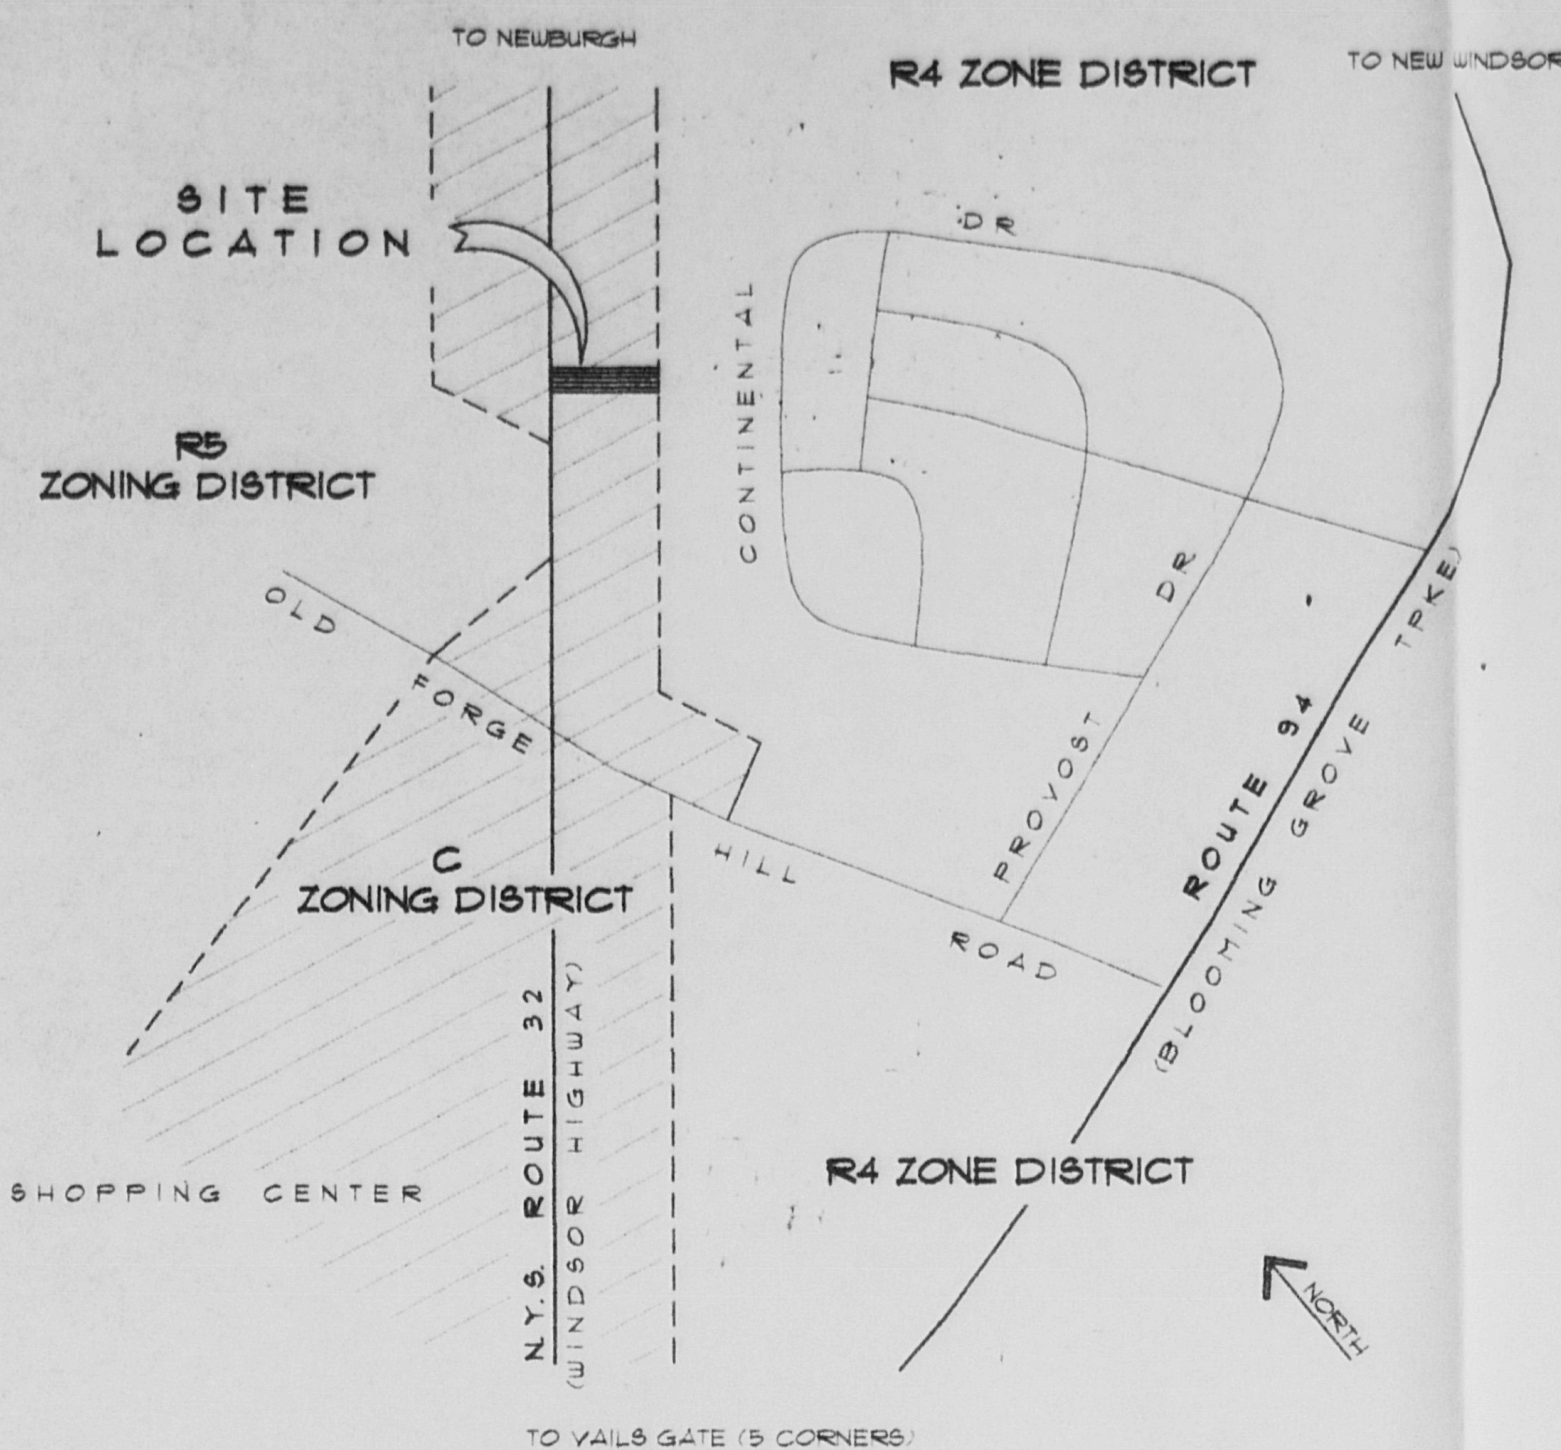 TO NEWBURGH
R4 ZONE DISTRICT
TO NEW WINDSOR
SITE
LOCATION
DR
CONTINENTAL
R5
ZONING DISTRICT
DR
OLD
FORGE
HILL
ROAD
PROVOST
ROUTE 94
(BLOOMING GROVE TPKE)
C
ZONING DISTRICT
N.Y.S. ROUTE 32
(WINDSOR HIGHWAY)
SHOPPING CENTER
R4 ZONE DISTRICT
NORTH
TO VAILS GATE (5 CORNERS)